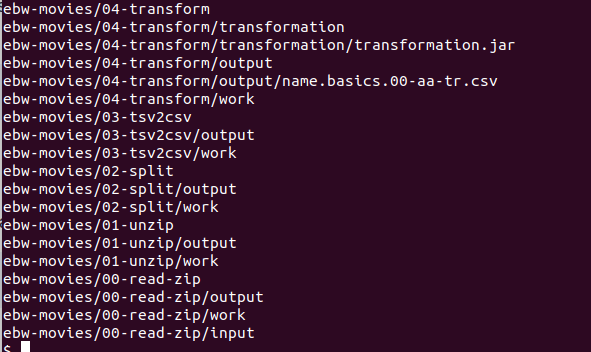 ebw-movies/04-transform
ebw-movies/04-transform/transformation
ebw-movies/04-transform/transformation/transformation.jar
ebw-movies/04-transform/output
ebw-movies/04-transform/output/name.basics.00-aa-tr.csv
ebw-movies/04-transform/work
ebw-movies/03-tsv2csv
ebw-movies/03-tsv2csv/output
ebw-movies/03-tsv2csv/work
ebw-movies/02-split
ebw-movies/02-split/output
ebw-movies/02-split/work
ebw-movies/01-unzip
ebw-movies/01-unzip/output
ebw-movies/01-unzip/work
ebw-movies/00-read-zip
ebw-movies/00-read-zip/output
ebw-movies/00-read-zip/work
ebw-movies/00-read-zip/input
$